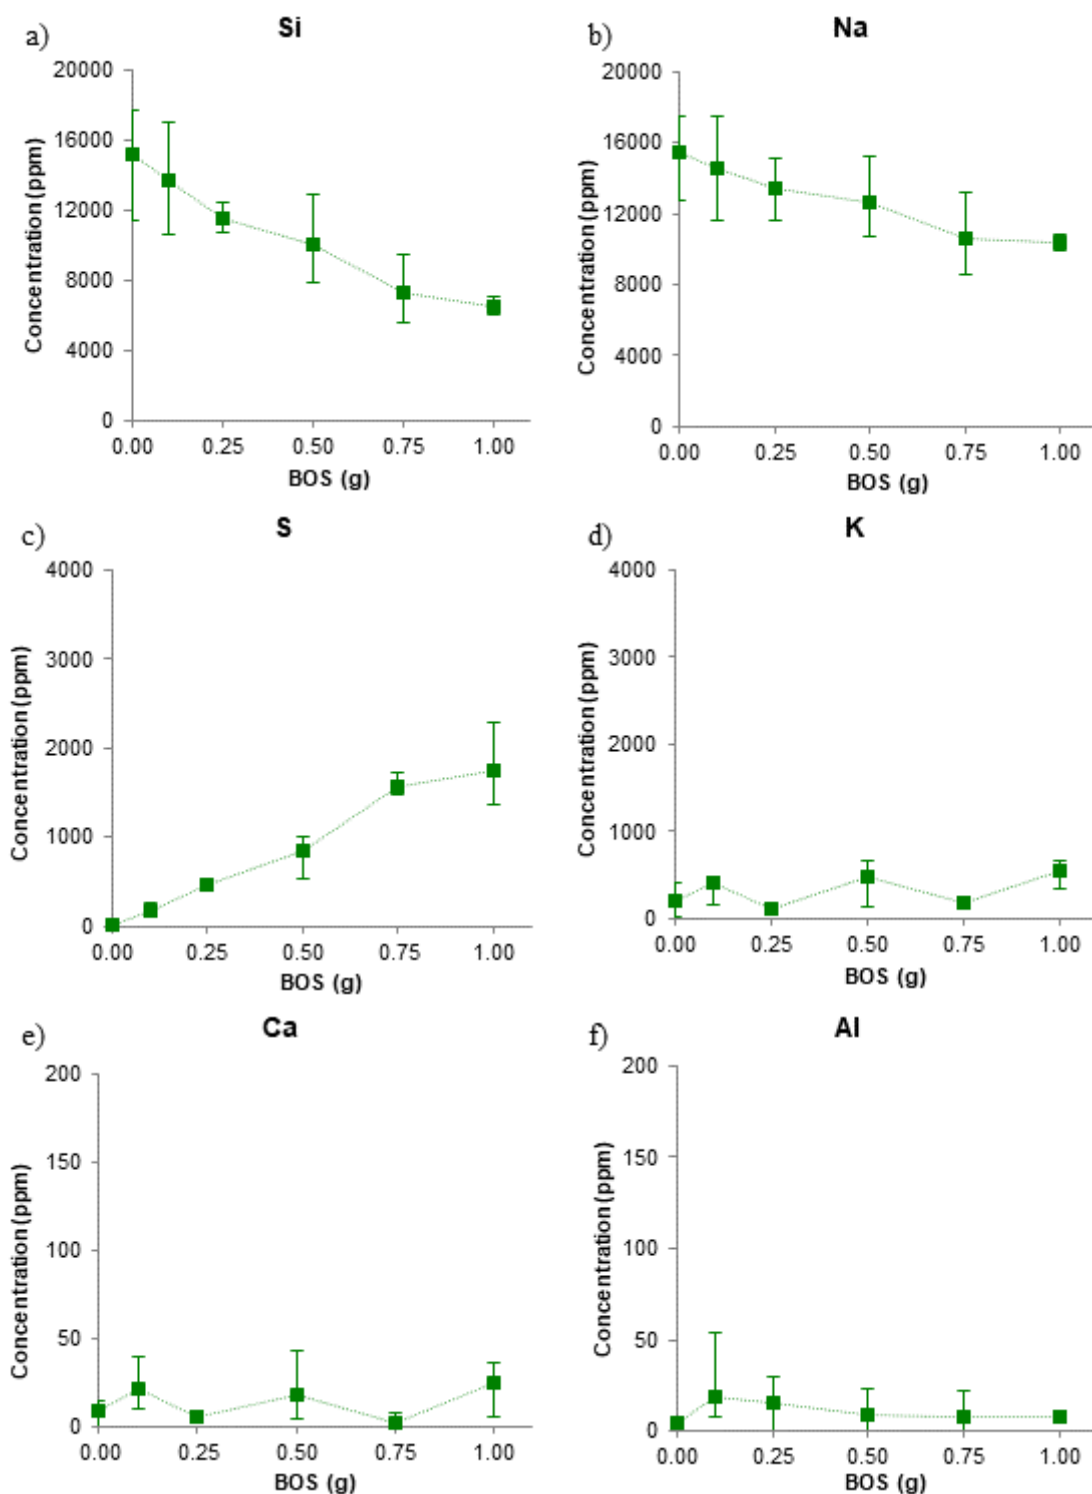 a)
Si
Concentration (ppm)
20000
16000
12000
8000
4000
0
0.00 0.25 0.50 0.75 1.00
BOS (g)
b)
Na
Concentration (ppm)
20000
16000
12000
8000
4000
0
0.00 0.25 0.50 0.75 1.00
BOS (g)
c)
S
Concentration (ppm)
4000
3000
2000
1000
0
0.00 0.25 0.50 0.75 1.00
BOS (g)
d)
K
Concentration (ppm)
4000
3000
2000
1000
0
0.00 0.25 0.50 0.75 1.00
BOS (g)
e)
Ca
Concentration (ppm)
200
150
100
50
0
0.00 0.25 0.50 0.75 1.00
BOS (g)
f)
Al
Concentration (ppm)
200
150
100
50
0
0.00 0.25 0.50 0.75 1.00
BOS (g)